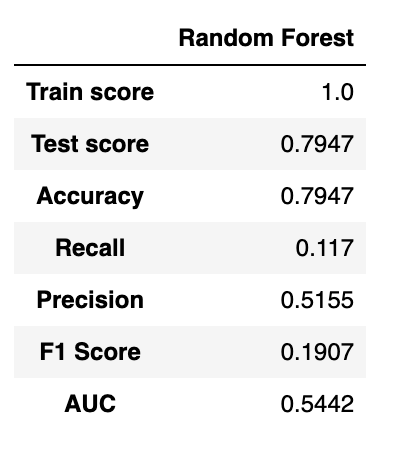 Random Forest
Train score 1.0
Test score 0.7947
Accuracy 0.7947
Recall 0.117
Precision 0.5155
F1 Score 0.1907
AUC 0.5442